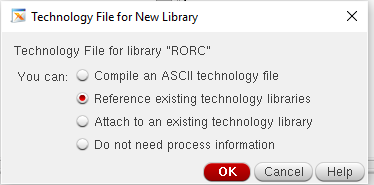 Technology File for New Library
Technology File for library "RORC"
You can:
Compile an ASCII technology file
Reference existing technology libraries
Attach to an existing technology library
Do not need process information
OK
Cancel
Help